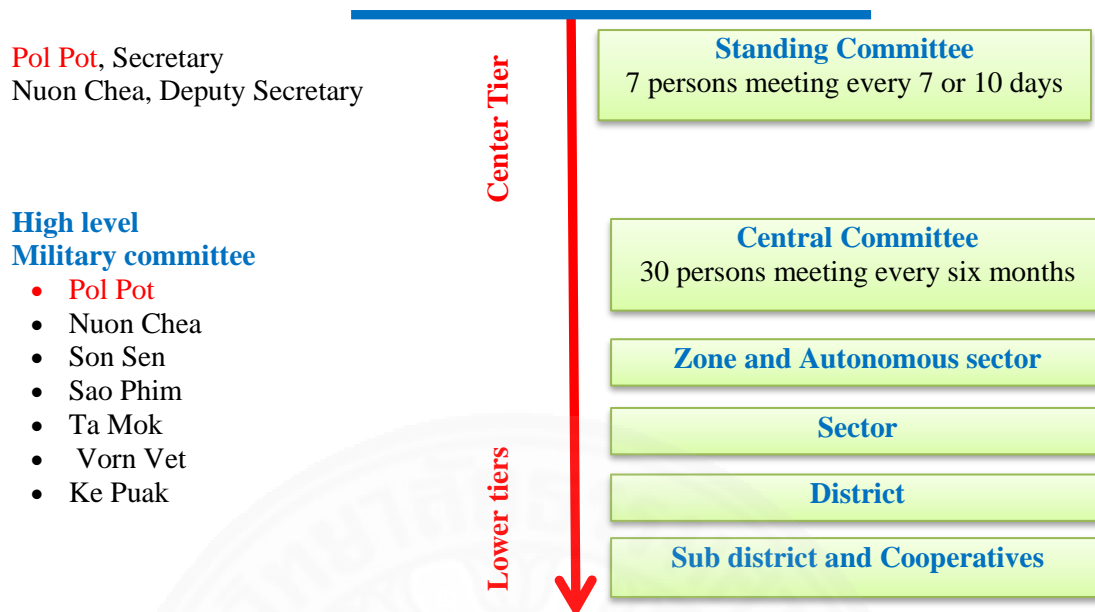 Pol Pot, Secretary
Nuon Chea, Deputy Secretary
High level
Military committee
• Pol Pot
• Nuon Chea
• Son Sen
• Sao Phim
• Ta Mok
• Vorn Vet
• Ke Puak
Center Tier
Lower tiers
Standing Committee
7 persons meeting every 7 or 10 days
Central Committee
30 persons meeting every six months
Zone and Autonomous sector
Sector
District
Sub district and Cooperatives